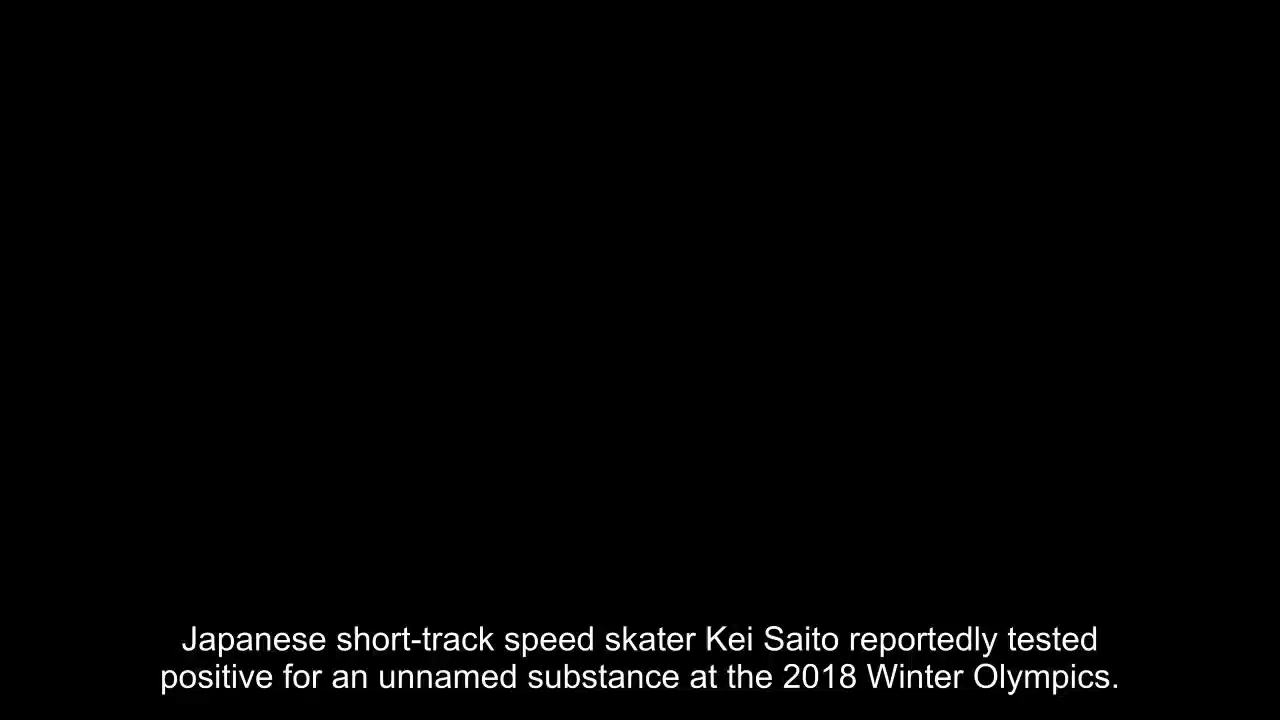 Japanese short-track speed skater Kei Saito reportedly tested
positive for an unnamed substance at the 2018 Winter Olympics.